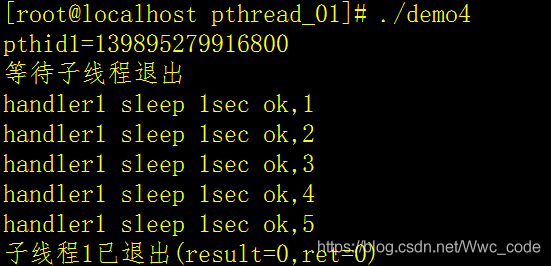 [root@localhost pthread_01]# ./demo4
pthid1=139895279916800
等待子线程退出
handler1 sleep 1sec ok,1
handler1 sleep 1sec ok,2
handler1 sleep 1sec ok,3
handler1 sleep 1sec ok,4
handler1 sleep 1sec ok,5
子线程1已退出(result=0,ret=0)
https://blog.csdn.net/Wwc_code